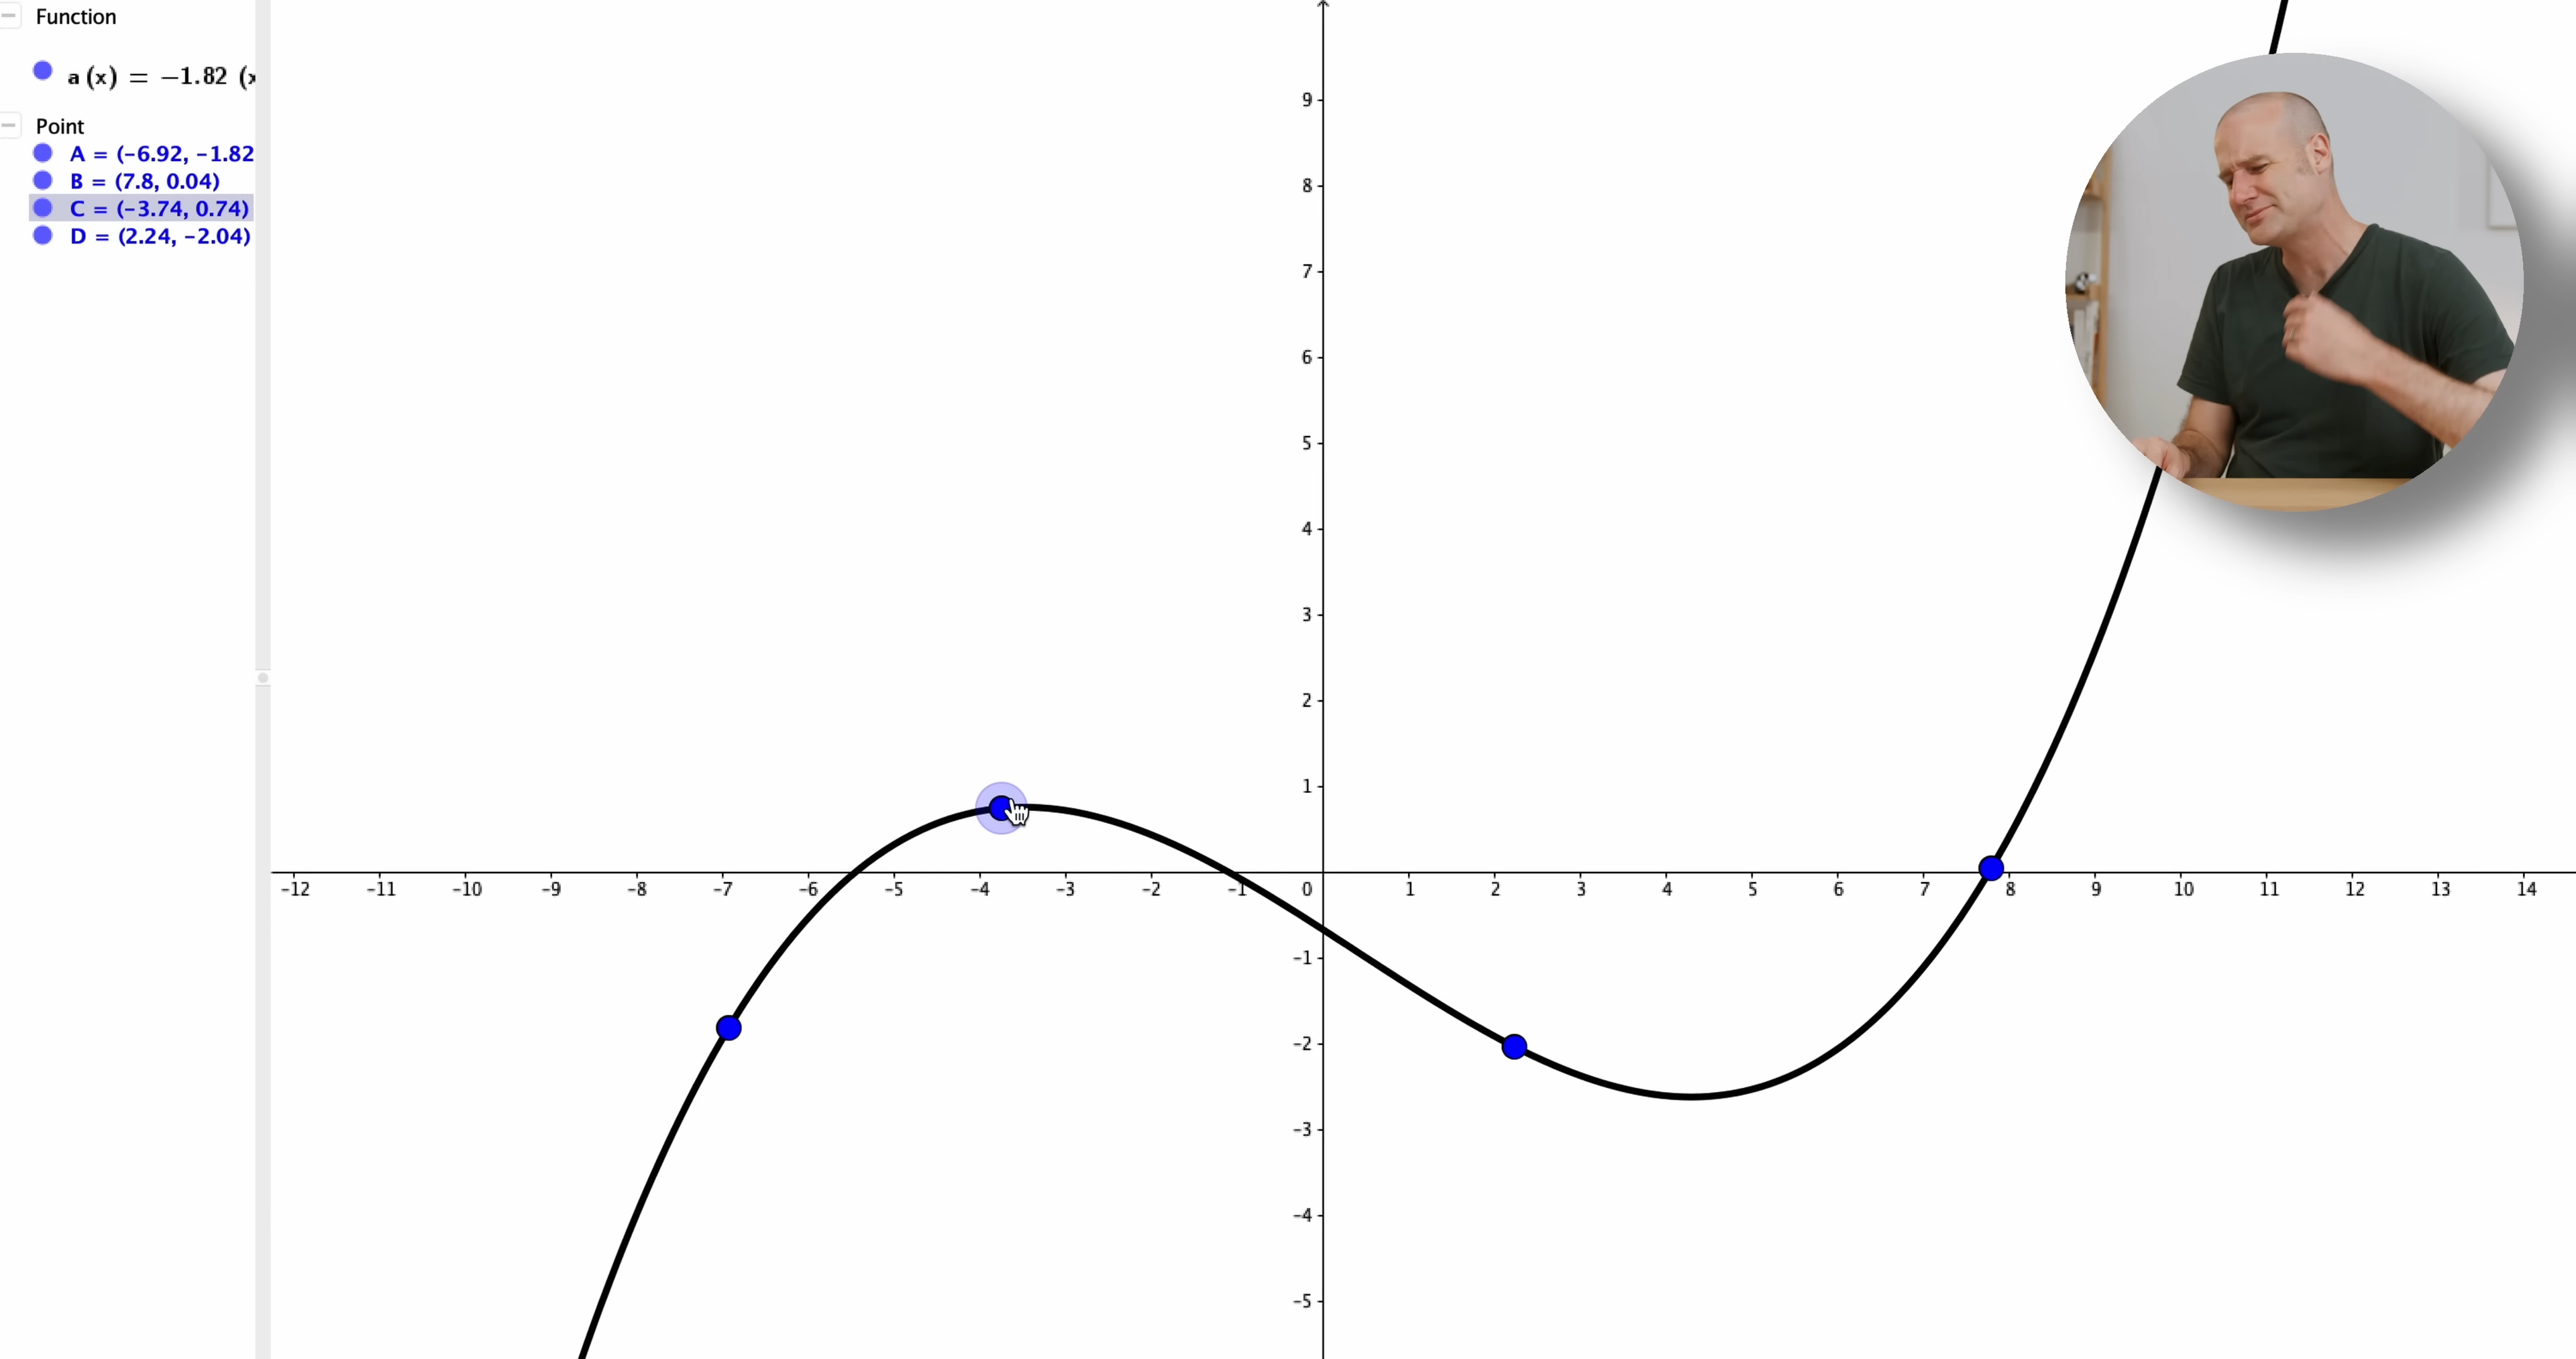 Function
a (x) = −1.82 (x
Point
A = (−6.92, −1.82
B = (7.8, 0.04)
C = (−3.74, 0.74)
D = (2.24, −2.04)
9
8
7
6
5
4
3
2
1
-12 -11 -10 -9 -8 -7 -6 -5 -4 -3 -2 -1 0 1 2 3 4 5 6 7 8 9 10 11 12 13 14
-1
-2
-3
-4
-5